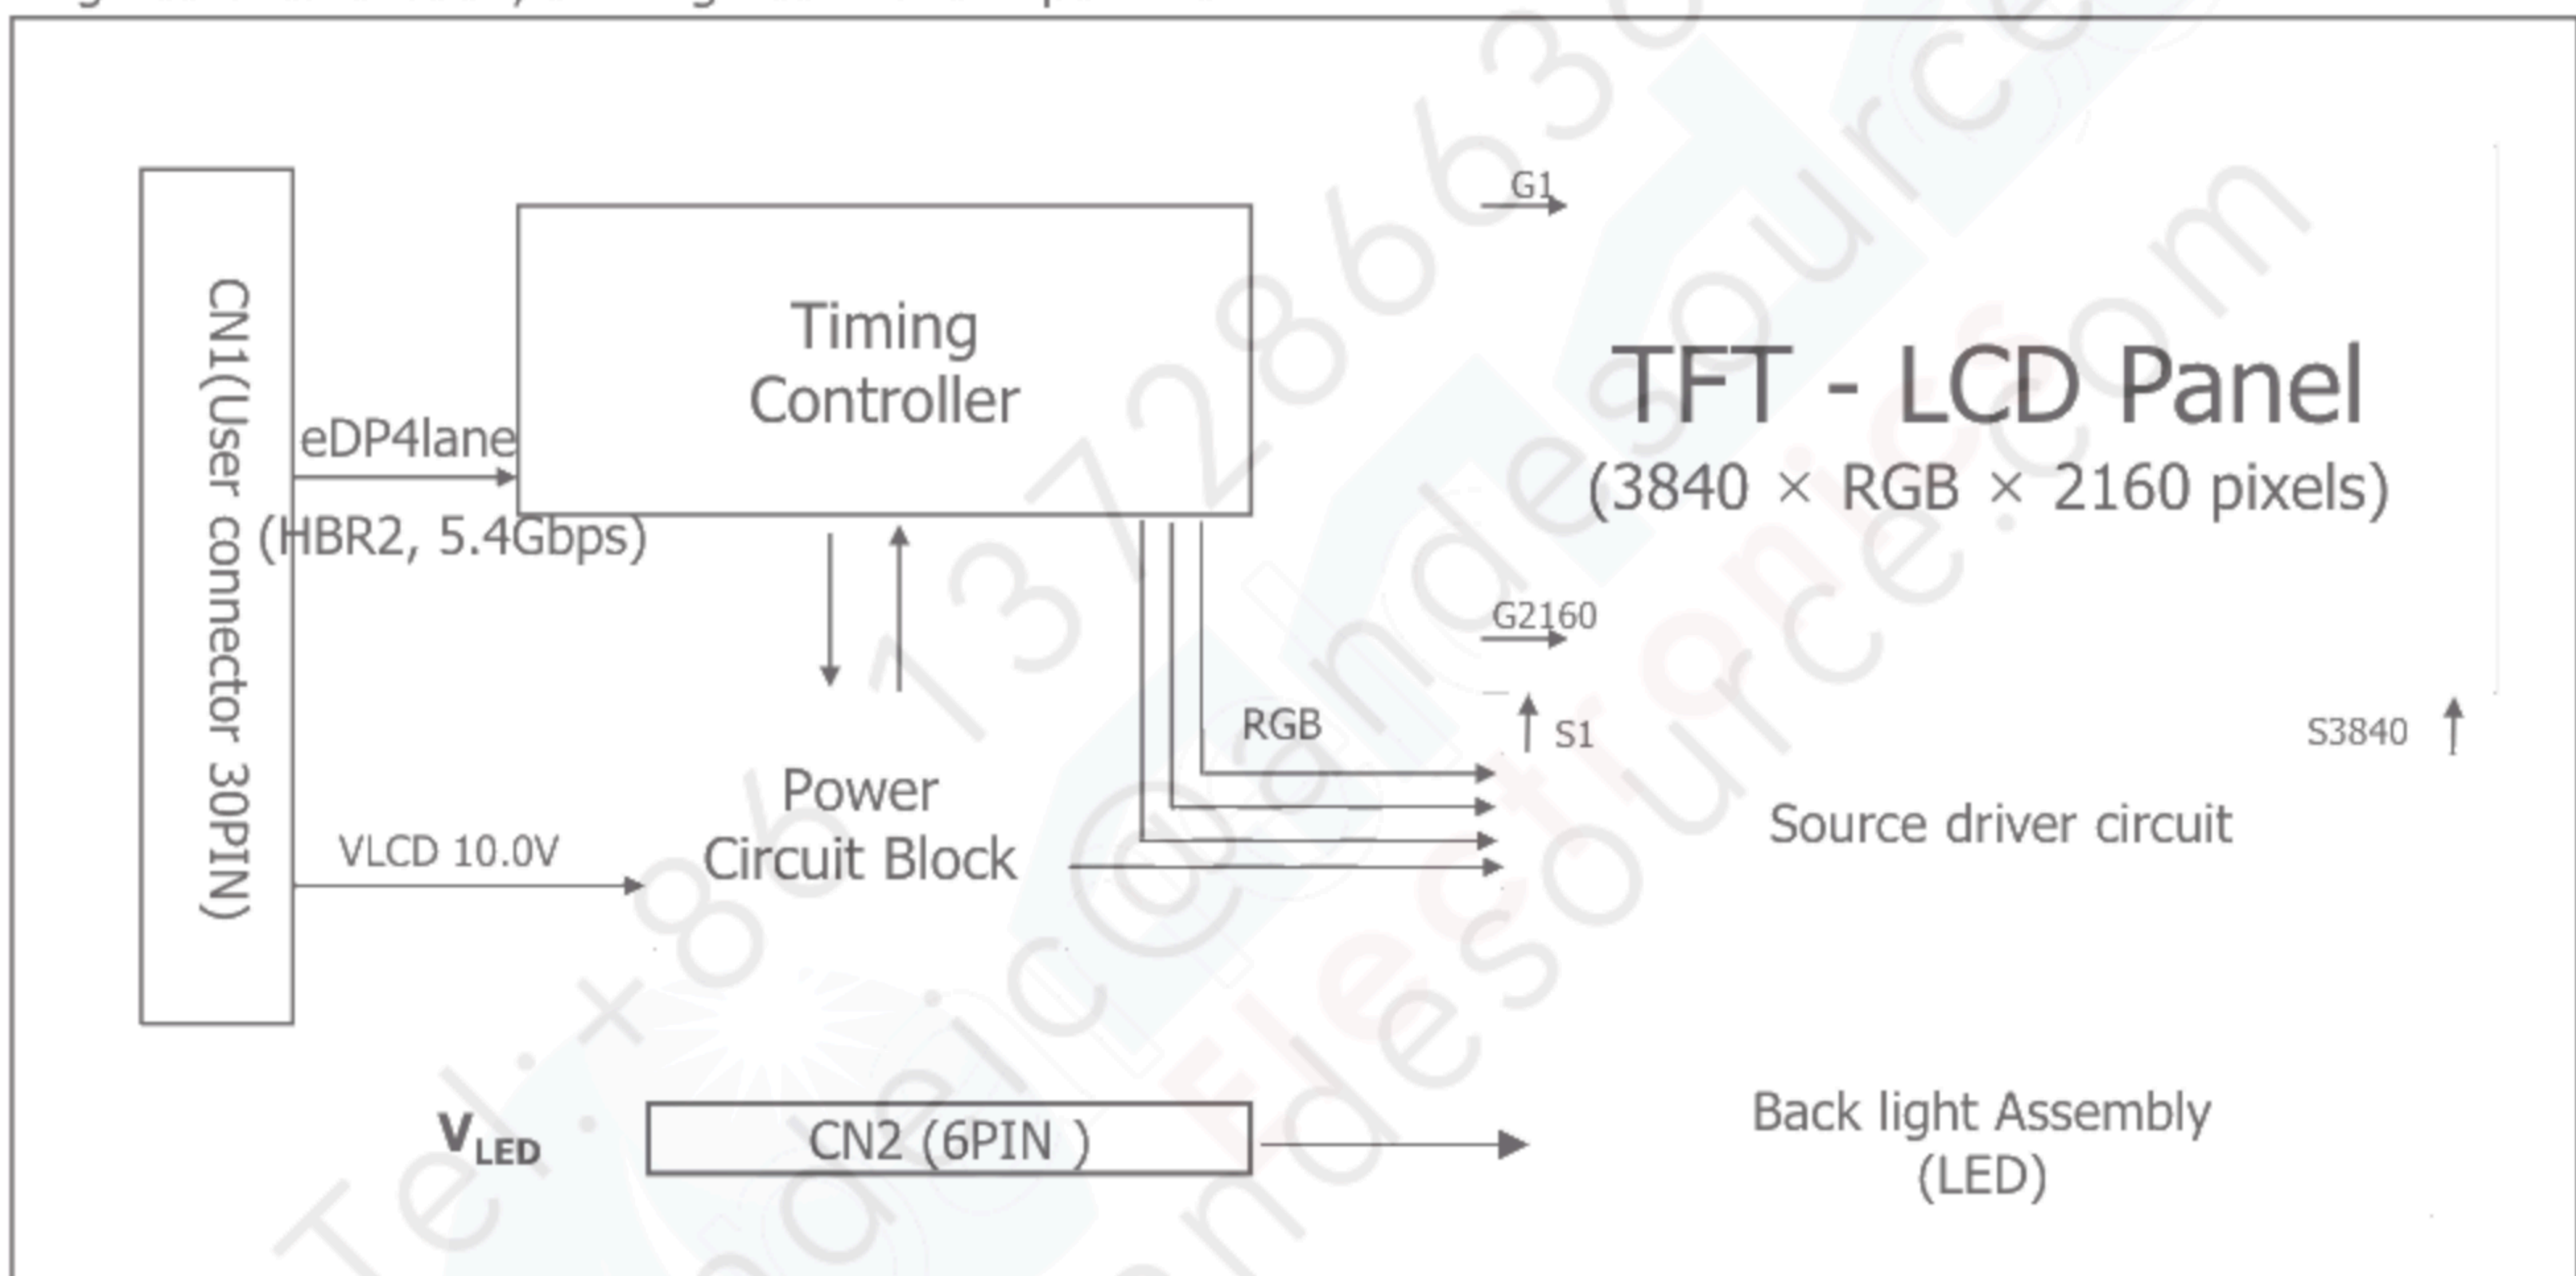 CN1(User connector 30PIN)
eDP4lane
(HBR2, 5.4Gbps)
VLCD 10.0V
Timing
Controller
Power
Circuit Block
RGB
G1
TFT - LCD Panel
(3840 × RGB × 2160 pixels)
G2160
S1
S3840
Source driver circuit
VLED
CN2 (6PIN )
Back light Assembly
(LED)